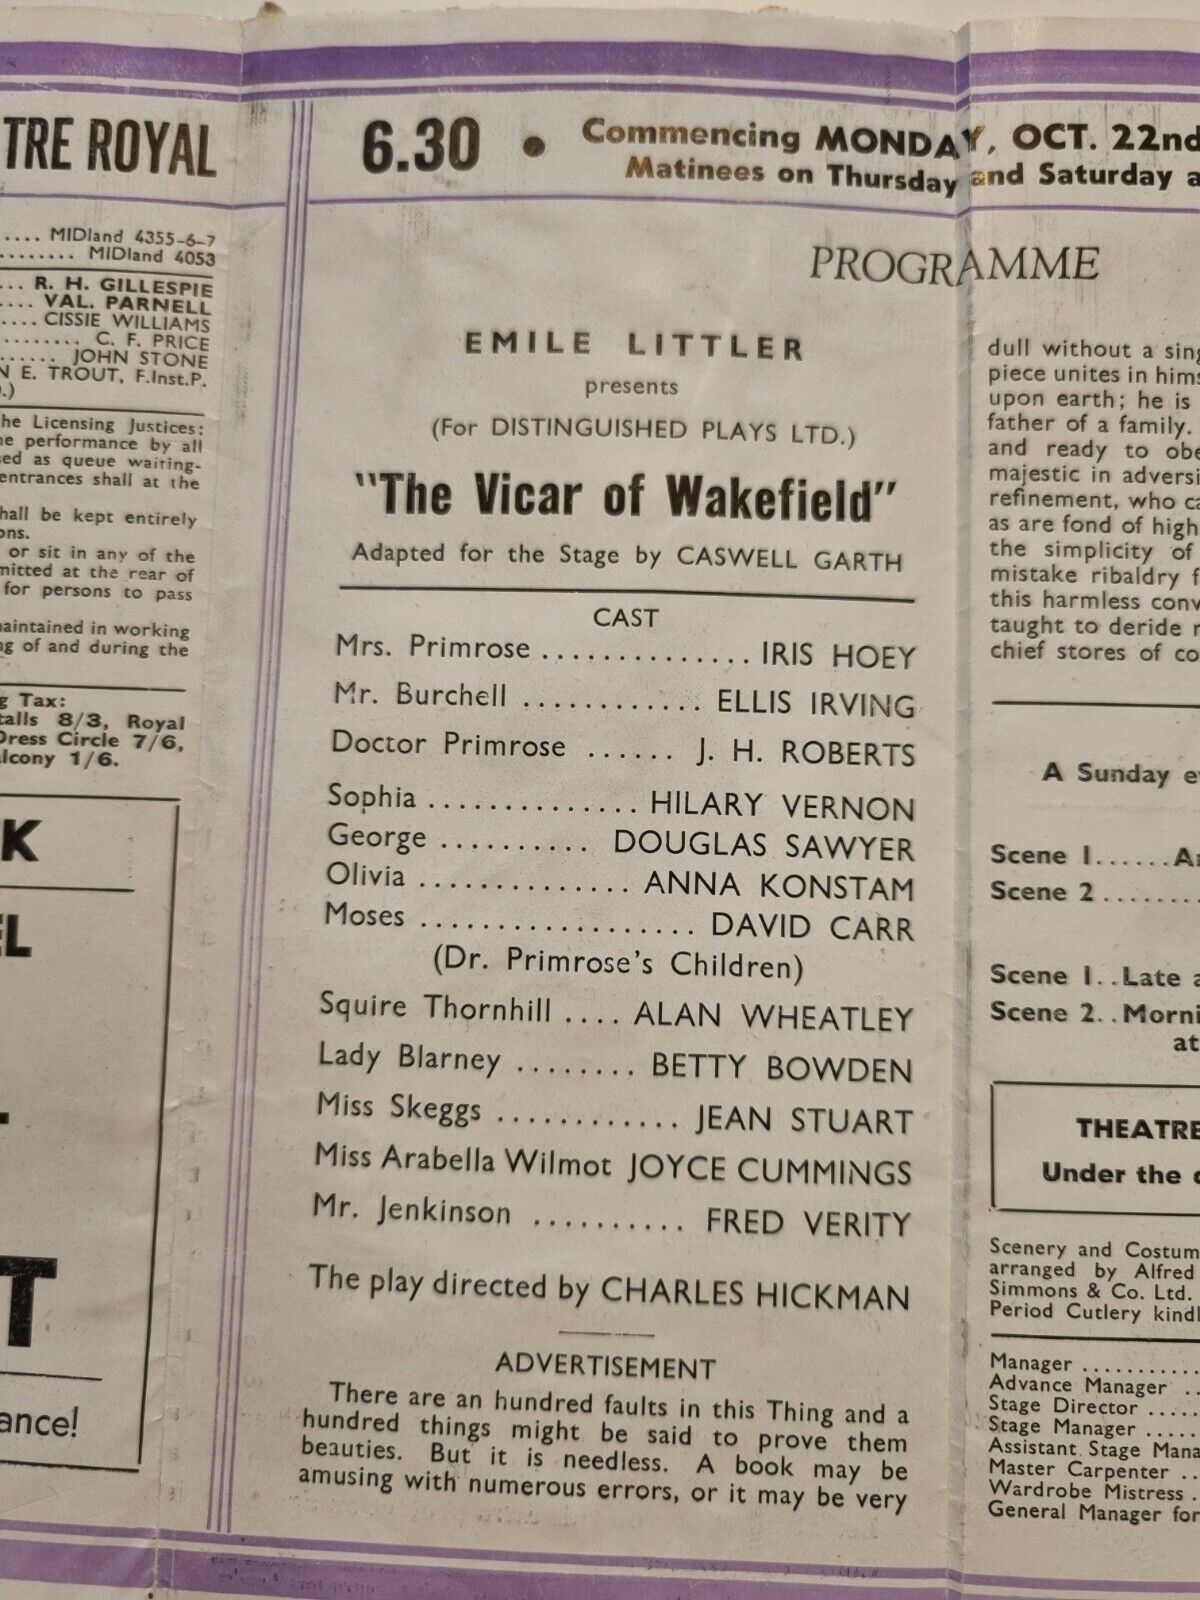 TRE ROYAL
.... MIDland 4355-6-7
........ MIDland 4053
... R. H. GILLESPIE
.... VAL. PARNELL
.... CISSIE WILLIAMS
......... C. F. PRICE
...... JOHN STONE
N E. TROUT, F.Inst.P.
.)
he Licensing Justices:
e performance by all
ed as queue waiting-
entrances shall at the
hall be kept entirely
ons.
or sit in any of the
mitted at the rear of
for persons to pass
aintained in working
ng of and during the
g Tax:
talls 8/3, Royal
Dress Circle 7/6,
lcony 1/6.
K
EL
T
ance!
6.30 • Commencing MONDAY, OCT. 22nd
Matinees on Thursday and Saturday a
PROGRAMME
EMILE LITTLER
presents
(For DISTINGUISHED PLAYS LTD.)
"The Vicar of Wakefield"
Adapted for the Stage by CASWELL GARTH
CAST
Mrs. Primrose .............. IRIS HOEY
Mr. Burchell ............ ELLIS IRVING
Doctor Primrose ...... J. H. ROBERTS
Sophia .............. HILARY VERNON
George .......... DOUGLAS SAWYER
Olivia .............. ANNA KONSTAM
Moses .................. DAVID CARR
(Dr. Primrose's Children)
Squire Thornhill .... ALAN WHEATLEY
Lady Blarney ........ BETTY BOWDEN
Miss Skeggs ............ JEAN STUART
Miss Arabella Wilmot JOYCE CUMMINGS
Mr. Jenkinson .......... FRED VERITY
The play directed by CHARLES HICKMAN
ADVERTISEMENT
There are an hundred faults in this Thing and a
hundred things might be said to prove them
beauties. But it is needless. A book may be
amusing with numerous errors, or it may be very
dull without a sing
piece unites in hims
upon earth; he is
father of a family.
and ready to obe
majestic in adversi
refinement, who ca
as are fond of high
the simplicity of
mistake ribaldry f
this harmless conv
taught to deride r
chief stores of co
A Sunday e
Scene 1......A
Scene 2 .........
Scene 1..Late a
Scene 2..Morni
at
THEATRE
Under the d
Scenery and Costum
arranged by Alfred
Simmons & Co. Ltd.
Period Cutlery kindl
Manager ............
Advance Manager ..
Stage Director .....
Stage Manager .....
Assistant Stage Mana
Master Carpenter ..
Wardrobe Mistress .
General Manager for